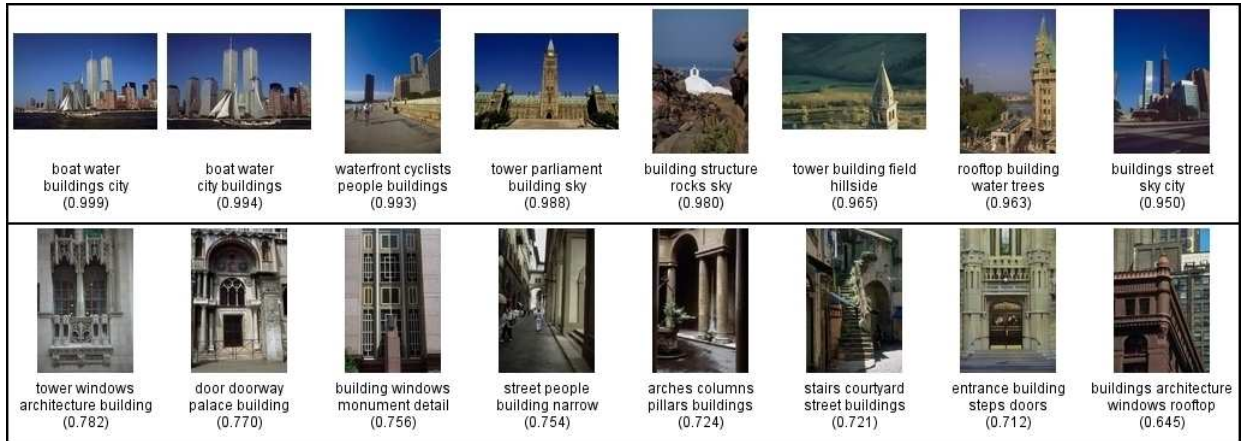 boat water
buildings city
(0.999)
boat water
city buildings
(0.994)
waterfront cyclists
people buildings
(0.993)
tower parliament
building sky
(0.988)
building structure
rocks sky
(0.980)
tower building field
hillside
(0.965)
rooftop building
water trees
(0.963)
buildings street
sky city
(0.950)
tower windows
architecture building
(0.782)
door doorway
palace building
(0.770)
building windows
monument detail
(0.756)
street people
building narrow
(0.754)
arches columns
pillars buildings
(0.724)
stairs courtyard
street buildings
(0.721)
entrance building
steps doors
(0.712)
buildings architecture
windows rooftop
(0.645)